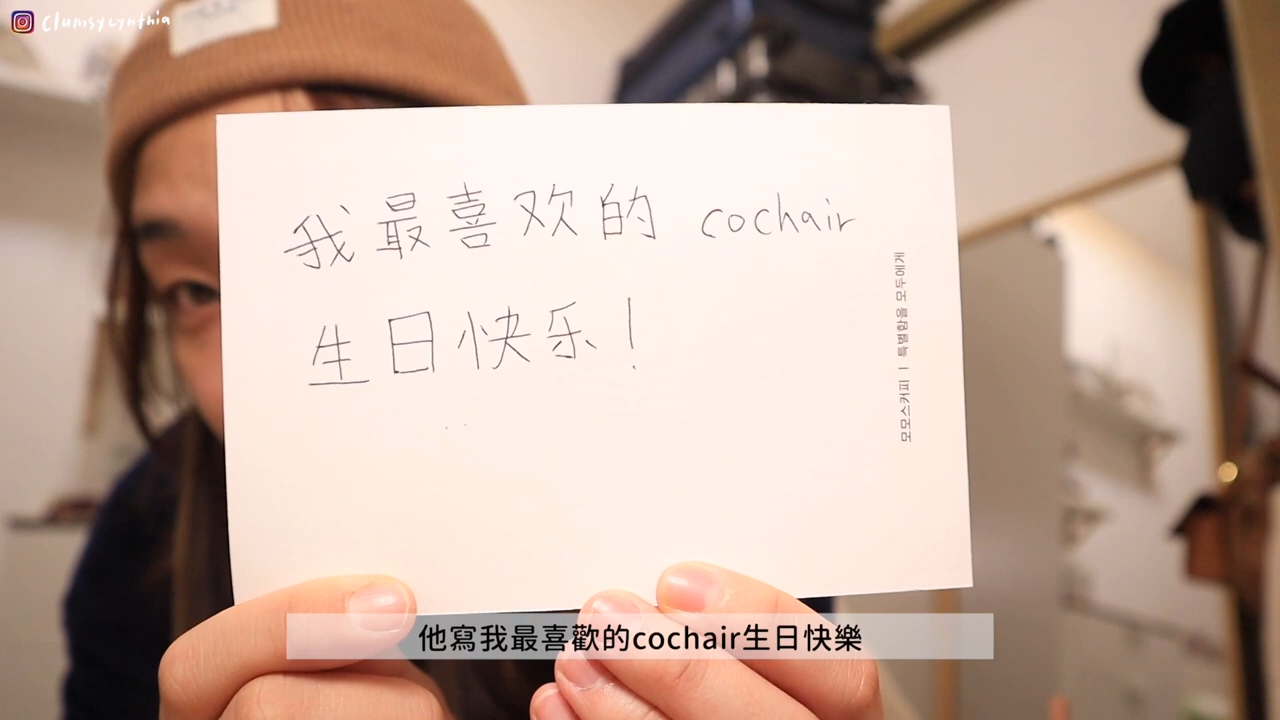 clumsycynthia
我最喜欢的 cochair
生日快乐!
모모스커피 | 특별함을 모두에게
他寫我最喜歡的cochair生日快樂